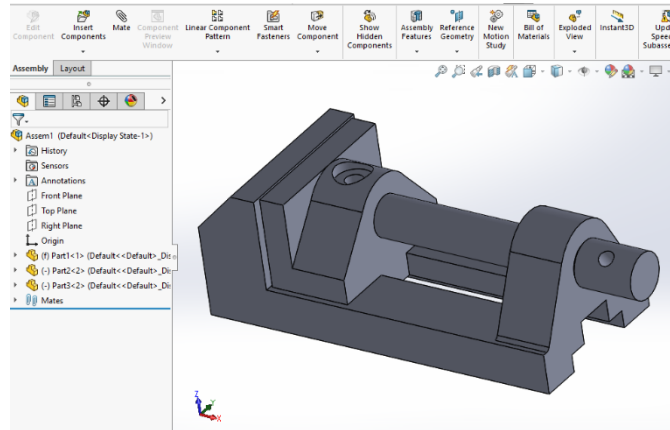 Edit Component
Insert Components
Mate
Component Preview Window
Linear Component Pattern
Smart Fasteners
Move Component
Show Hidden Components
Assembly Features
Reference Geometry
New Motion Study
Bill of Materials
Exploded View
Instant3D
Upd
Spee
Subasse
Assembly Layout
Assem1 (Default<Display State-1>)
History
Sensors
Annotations
Front Plane
Top Plane
Right Plane
Origin
(f) Part1<1> (Default<<Default>_Dis
(-) Part2<2> (Default<<Default>_Dis
(-) Part3<2> (Default<<Default>_Dis
Mates
Z
Y
X